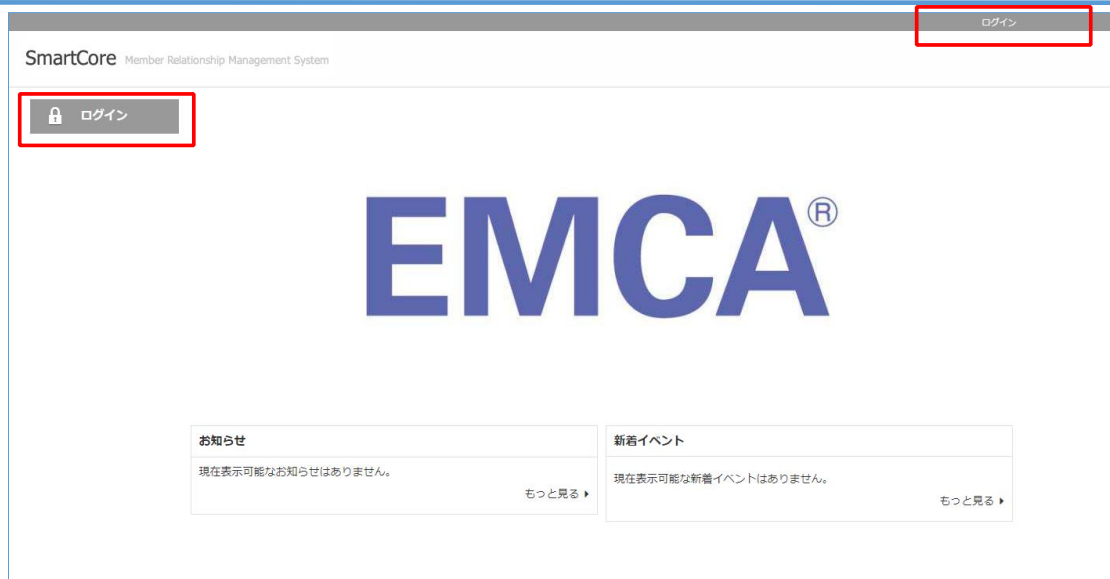 ログイン
SmartCore Member Relationship Management System
ログイン
EMCA®
お知らせ
現在表示可能なお知らせはありません。
もっと見る
新着イベント
現在表示可能な新着イベントはありません。
もっと見る